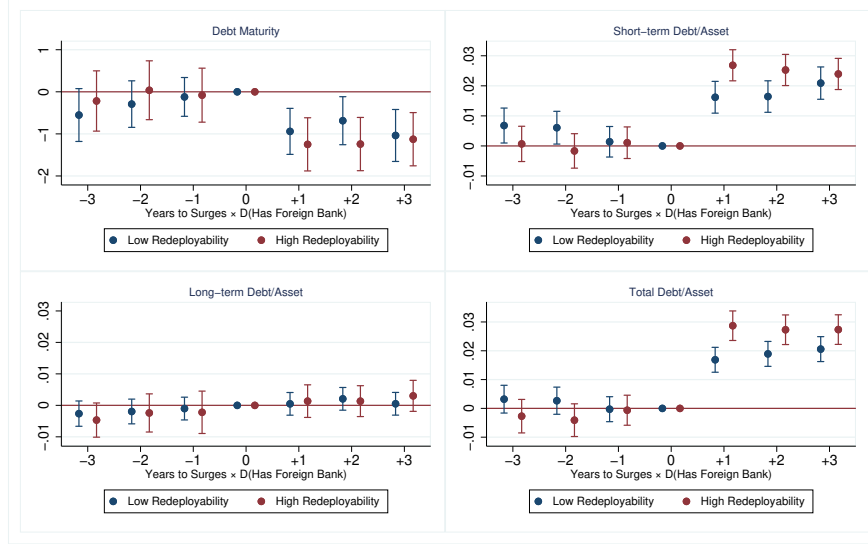 Debt Maturity
1
0
−1
−2
−3 −2 −1 0 +1 +2 +3
Years to Surges × D(Has Foreign Bank)
Low Redeployability High Redeployability
Short−term Debt/Asset
.03
.02
.01
0
−.01
−3 −2 −1 0 +1 +2 +3
Years to Surges × D(Has Foreign Bank)
Low Redeployability High Redeployability
Long−term Debt/Asset
.03
.02
.01
0
−.01
−3 −2 −1 0 +1 +2 +3
Years to Surges × D(Has Foreign Bank)
Low Redeployability High Redeployability
Total Debt/Asset
.03
.02
.01
0
−.01
−3 −2 −1 0 +1 +2 +3
Years to Surges × D(Has Foreign Bank)
Low Redeployability High Redeployability